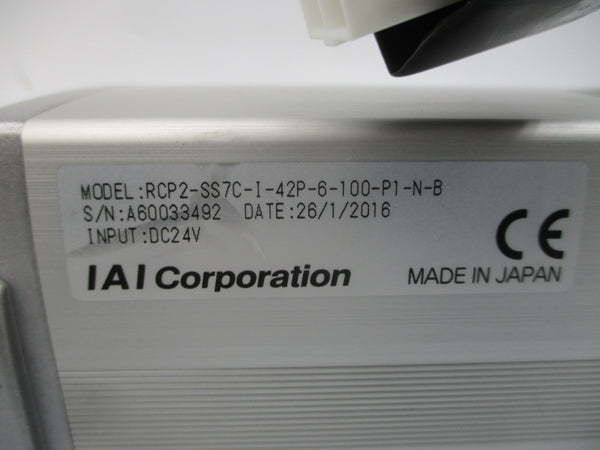 MODEL:RCP2-SS7C-I-42P-6-100-P1-N-B
S/N:A60033492 DATE:26/1/2016
INPUT:DC24V
CE
IAI Corporation MADE IN JAPAN